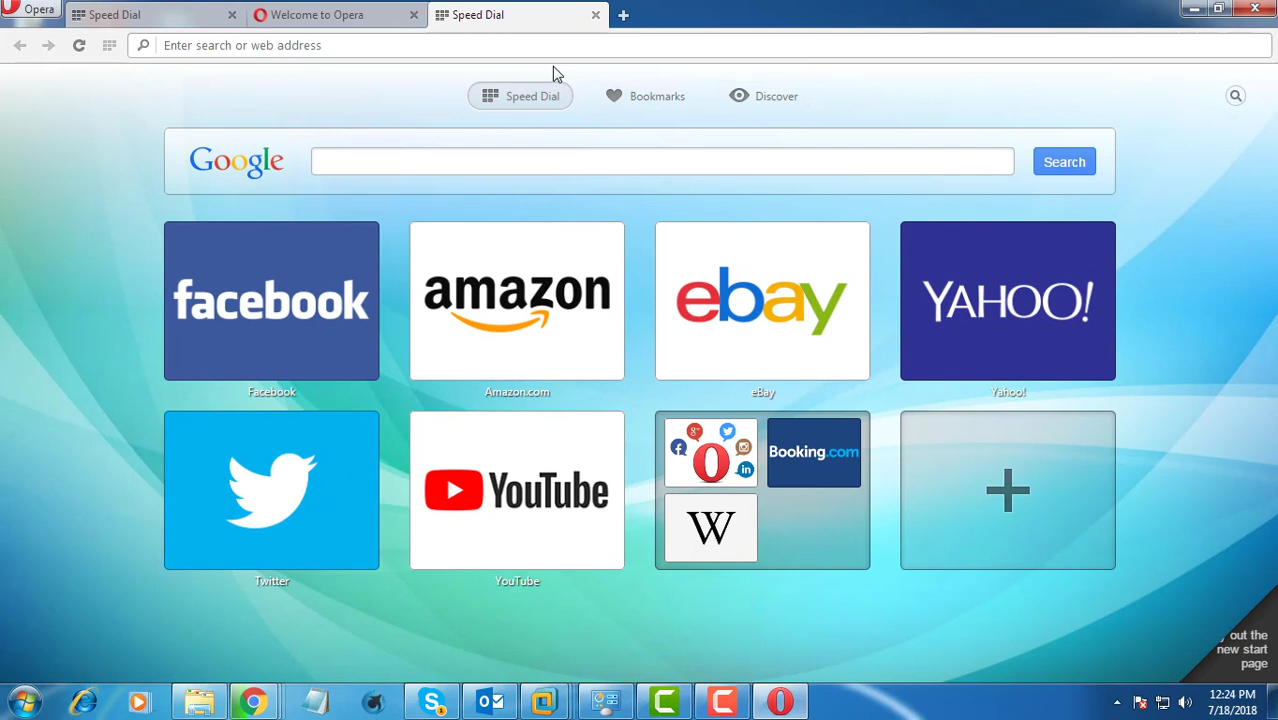 Opera
Speed Dial
Welcome to Opera
Speed Dial
Enter search or web address
Speed Dial
Bookmarks
Discover
Google
Search
facebook
amazon
ebay
YAHOO!
Facebook
Amazon.com
eBay
Yahoo!
YouTube
Booking.com
W
Twitter
YouTube
y out the
new start
page
12:24 PM
7/18/2018